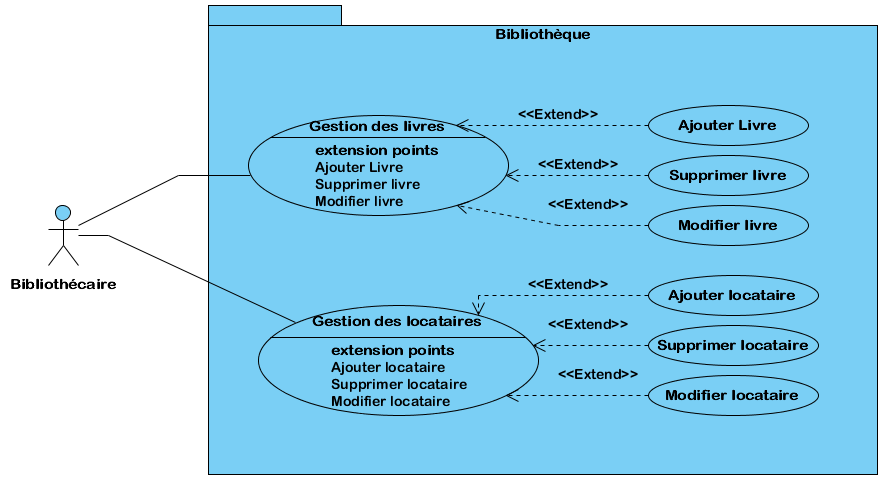 Bibliothèque
Gestion des livres
extension points
Ajouter Livre
Supprimer livre
Modifier livre
<<Extend>>
Ajouter Livre
<<Extend>>
Supprimer livre
<<Extend>>
Modifier livre
Bibliothécaire
Gestion des locataires
extension points
Ajouter locataire
Supprimer locataire
Modifier locataire
<<Extend>>
Ajouter locataire
<<Extend>>
Supprimer locataire
<<Extend>>
Modifier locataire